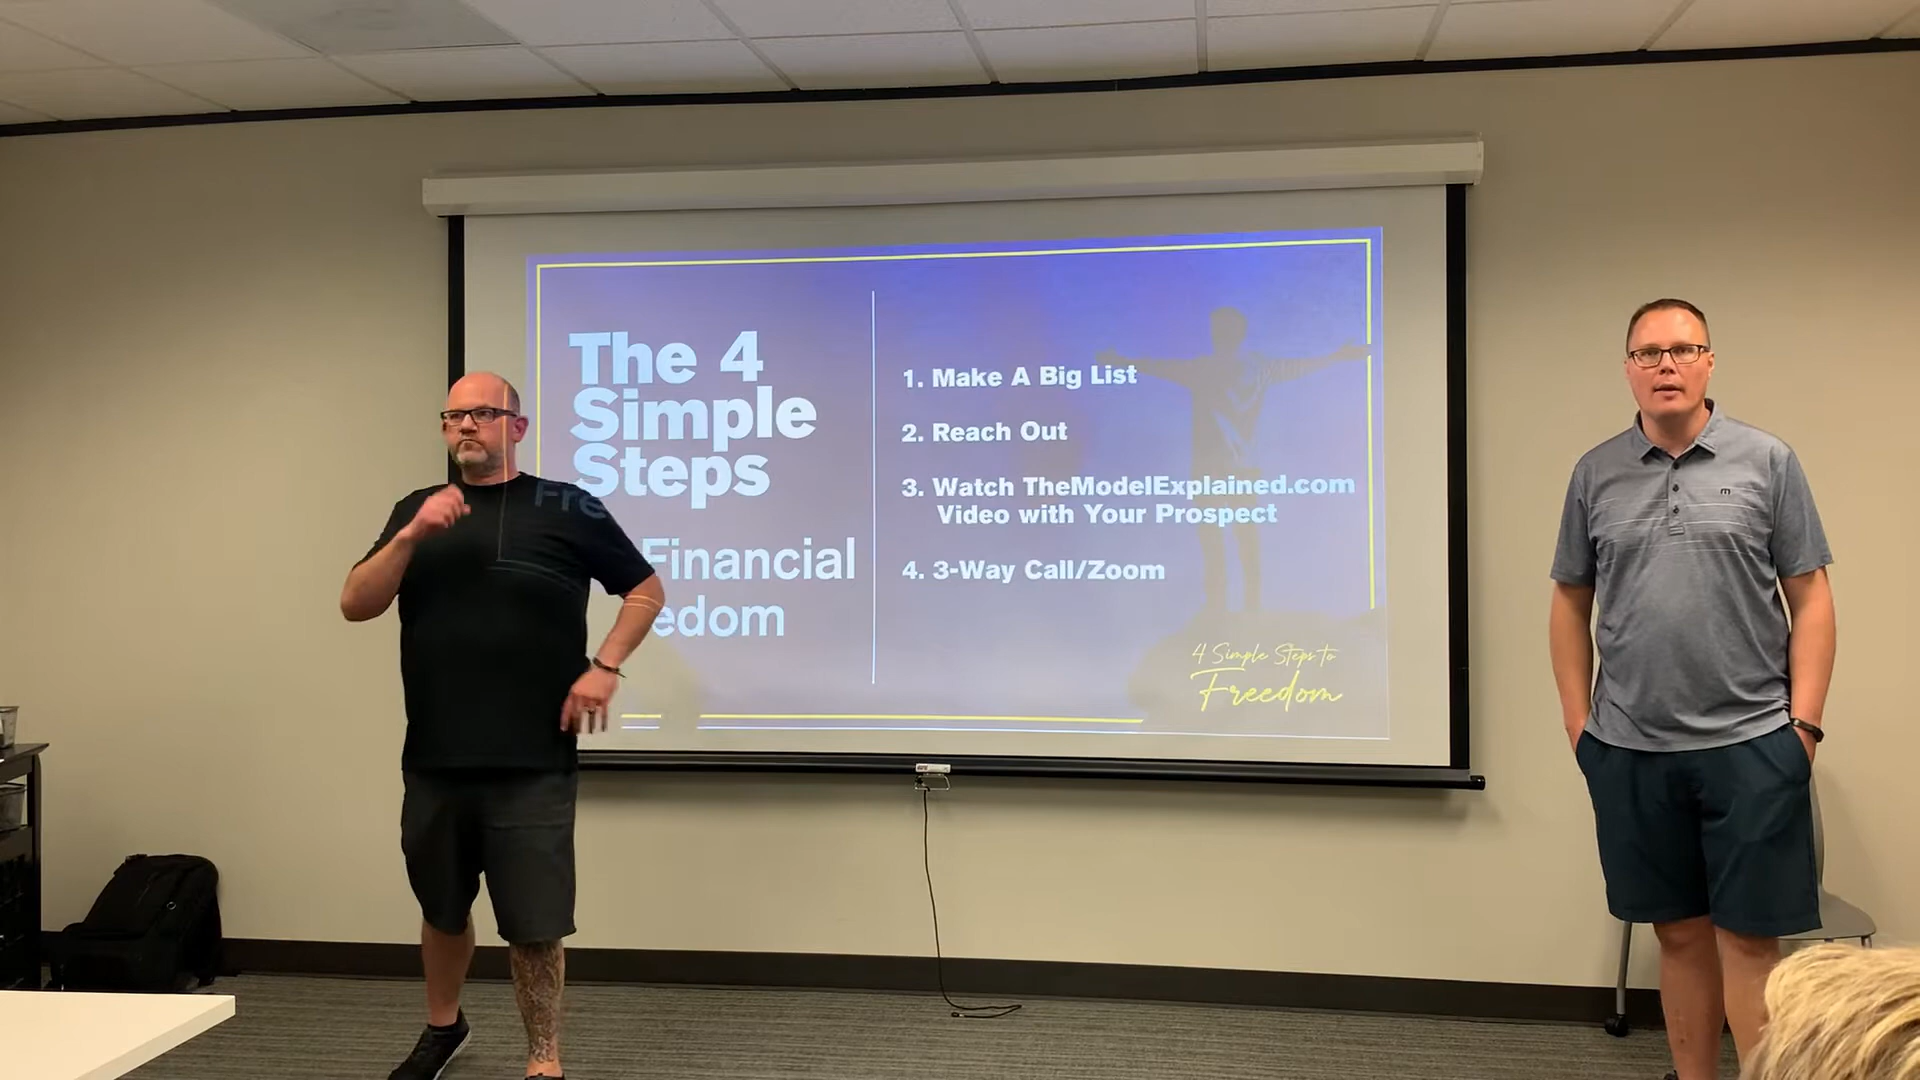 The 4
Simple
Steps
Financial
edom
1. Make A Big List
2. Reach Out
3. Watch TheModelExplained.com
Video with Your Prospect
4. 3-Way Call/Zoom
4 Simple Steps to
Freedom
Fre